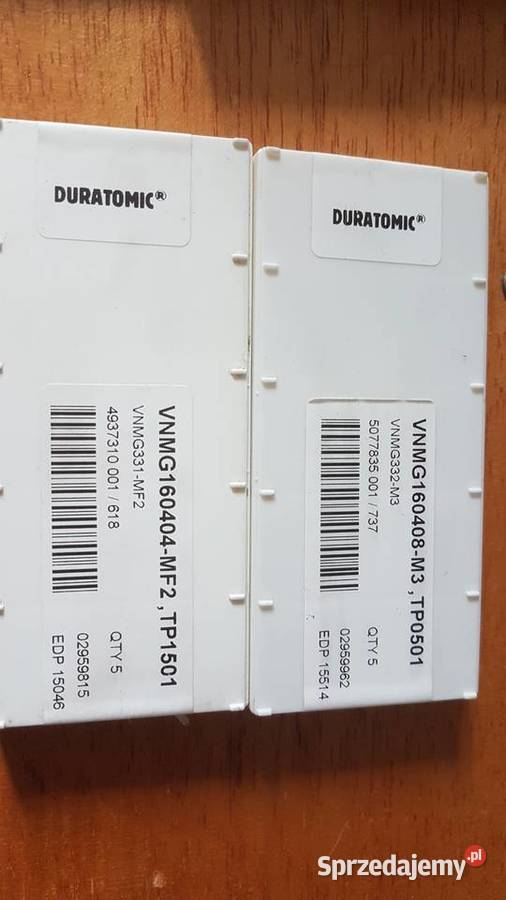 DURATOMIC®
VNMG160404-MF2 ,TP1501
VNMG331-MF2
4937310 001 / 618
QTY 5
02959815
EDP 15046
DURATOMIC®
VNMG160408-M3 ,TP0501
VNMG332-M3
5077835 001 / 737
QTY 5
02959962
EDP 15514
Sprzedajemy.pl